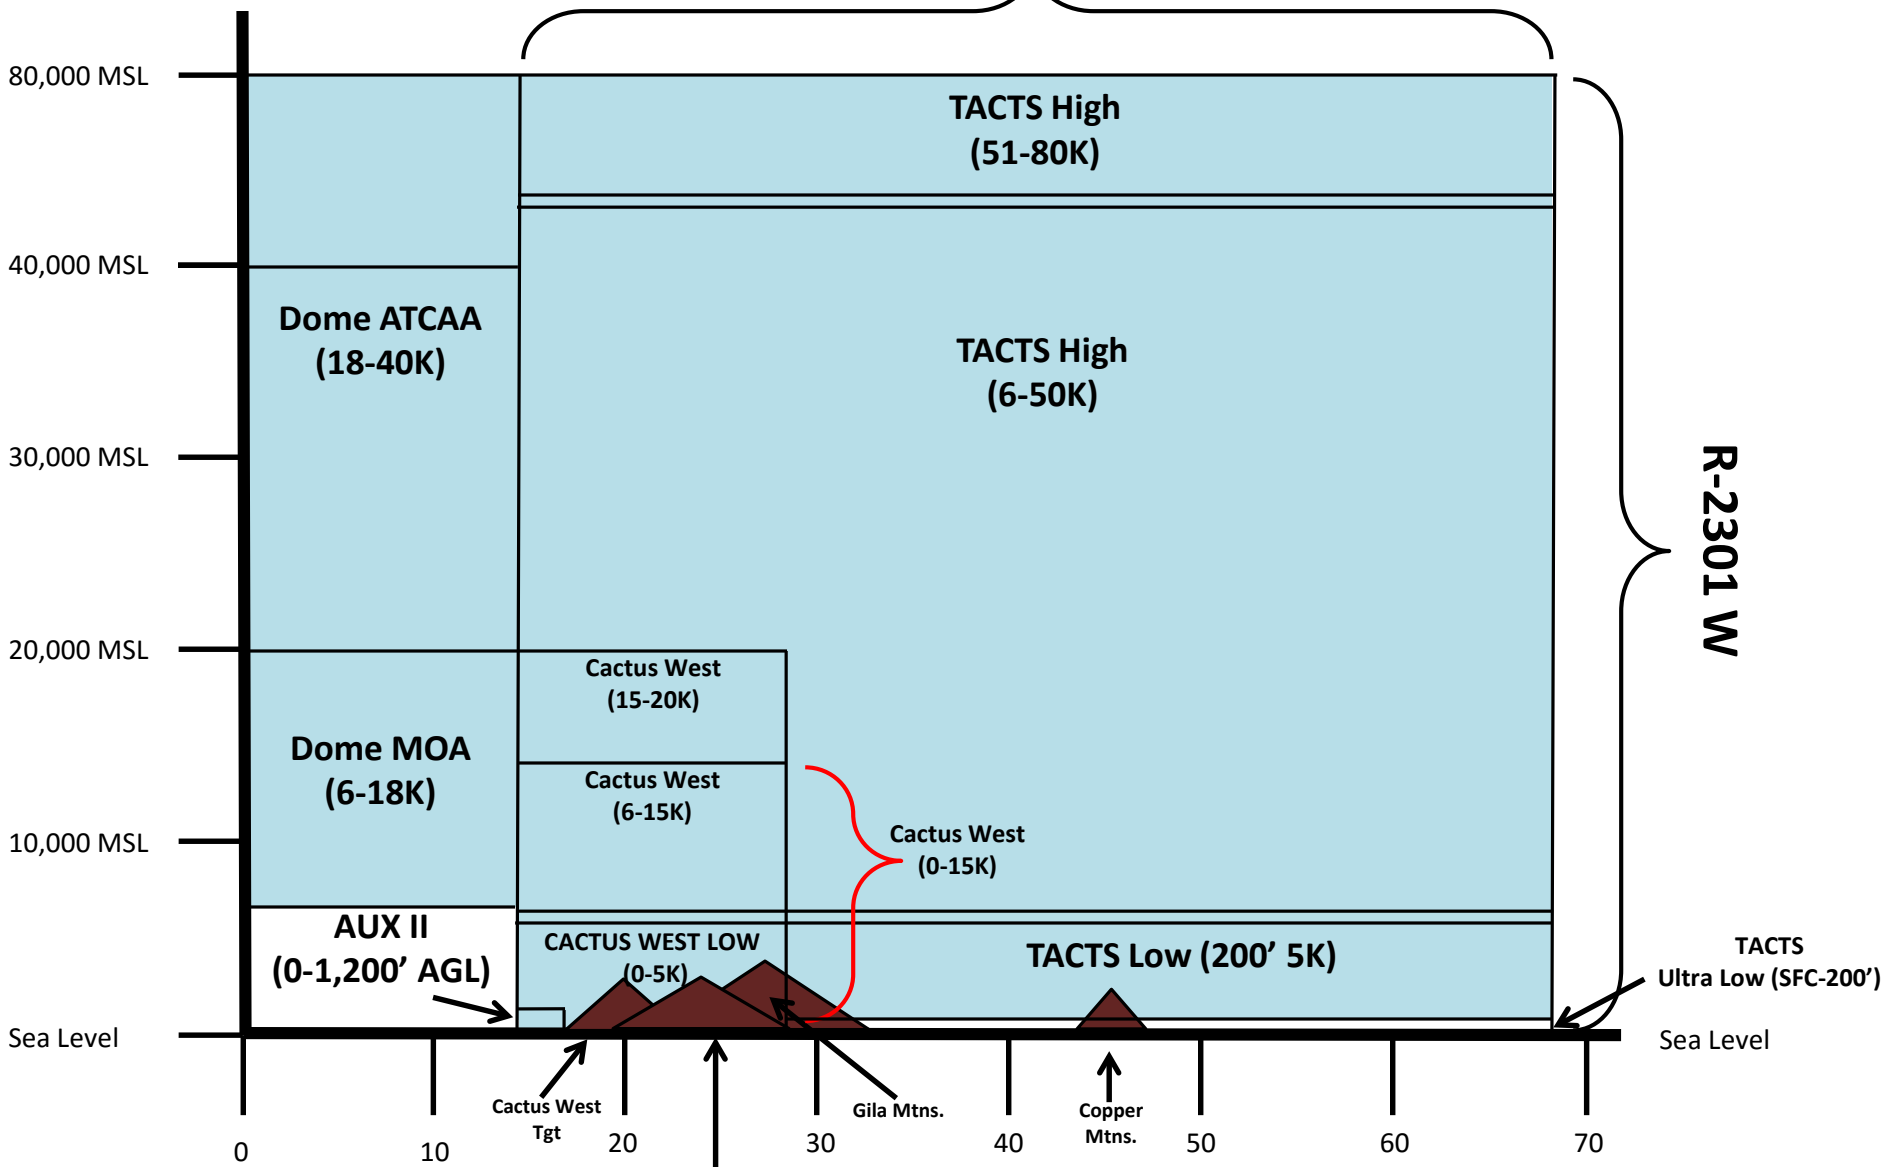 80,000 MSL
40,000 MSL
30,000 MSL
20,000 MSL
10,000 MSL
Sea Level
TACTS High
(51-80K)
Dome ATCAA
(18-40K)
TACTS High
(6-50K)
R-2301 W
Cactus West
(15-20K)
Dome MOA
(6-18K)
Cactus West
(6-15K)
Cactus West
(0-15K)
AUX II
(0-1,200’ AGL)
CACTUS WEST LOW
(0-5K)
TACTS Low (200’ 5K)
TACTS
Ultra Low (SFC-200’)
Sea Level
Cactus West
Tgt
Gila Mtns.
Copper
Mtns.
0
10
20
30
40
50
60
70